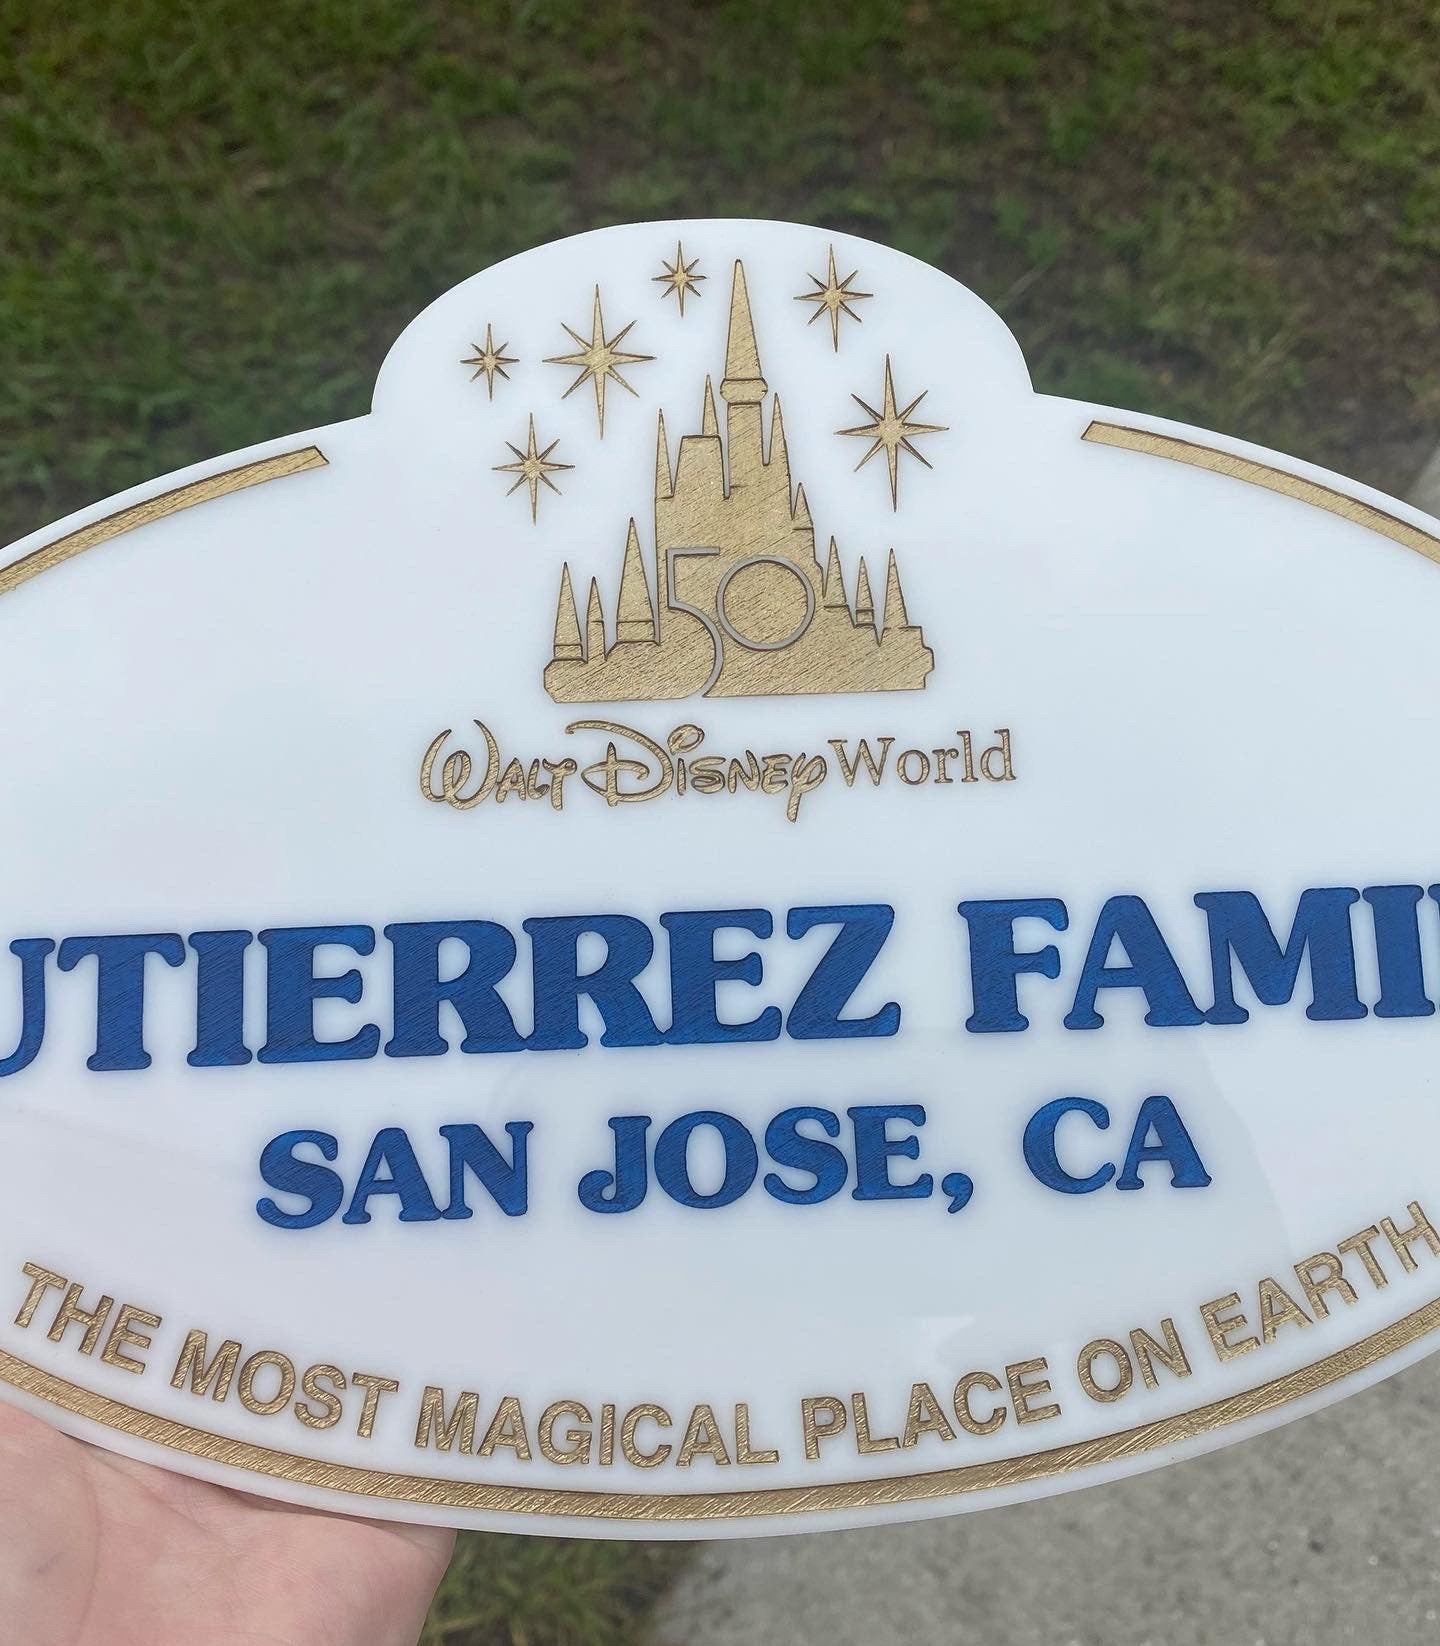 50
Walt Disney World
UTIERREZ FAMI
SAN JOSE, CA
THE MOST MAGICAL PLACE ON EARTH